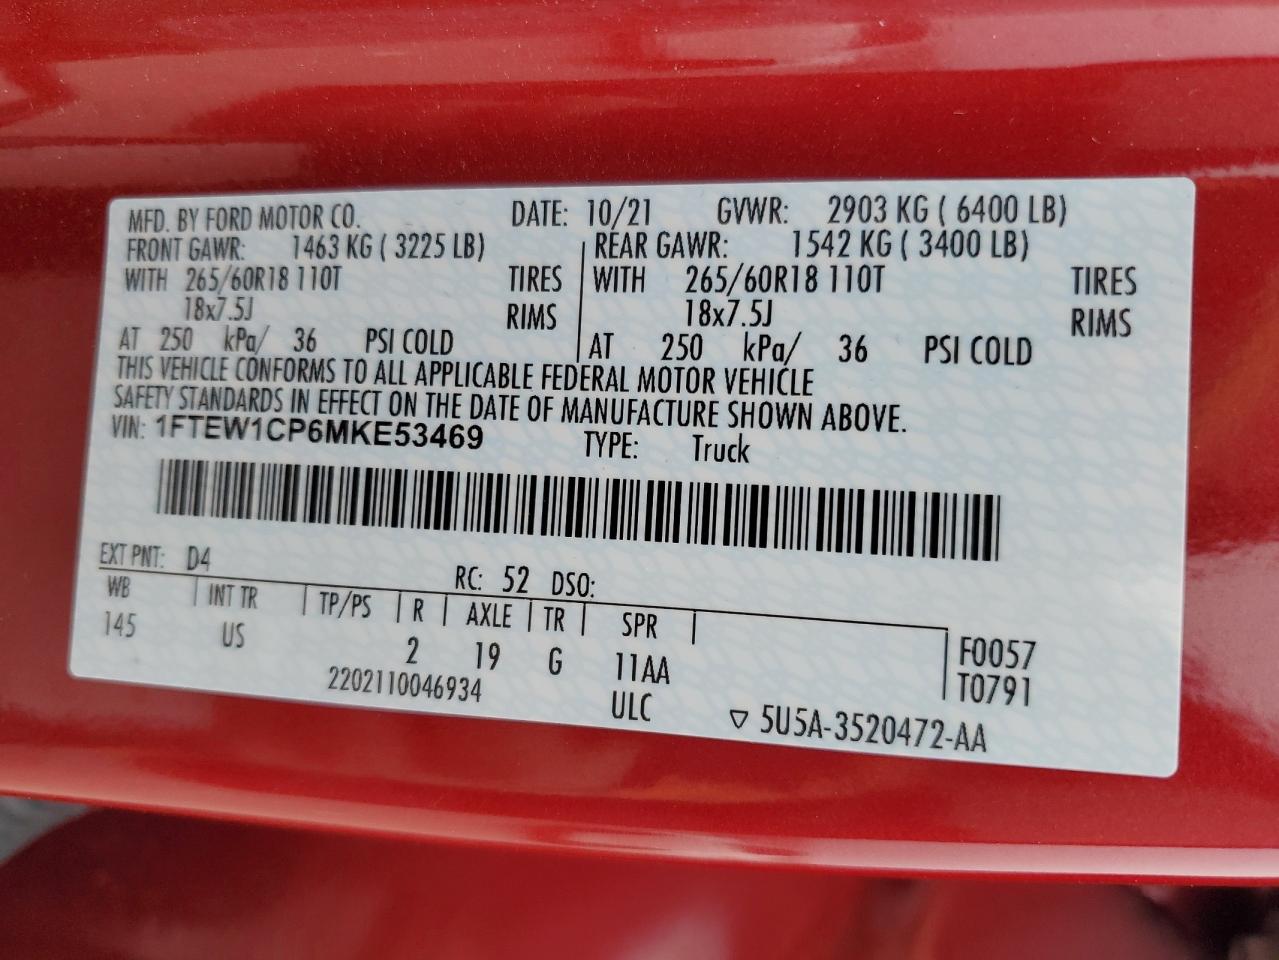 MFD. BY FORD MOTOR CO. DATE: 10/21 GVWR: 2903 KG ( 6400 LB)
FRONT GAWR: 1463 KG ( 3225 LB) REAR GAWR: 1542 KG ( 3400 LB)
WITH 265/60R18 110T TIRES WITH 265/60R18 110T TIRES
18x7.5J RIMS 18x7.5J RIMS
AT 250 kPa/ 36 PSI COLD AT 250 kPa/ 36 PSI COLD
THIS VEHICLE CONFORMS TO ALL APPLICABLE FEDERAL MOTOR VEHICLE
SAFETY STANDARDS IN EFFECT ON THE DATE OF MANUFACTURE SHOWN ABOVE.
VIN: 1FTEW1CP6MKE53469 TYPE: Truck
EXT PNT: D4 RC: 52 DSO:
WB INT TR TP/PS R AXLE TR SPR
145 US 2 19 G 11AA F0057
T0791
2202110046934 ULC ▽ 5U5A-3520472-AA